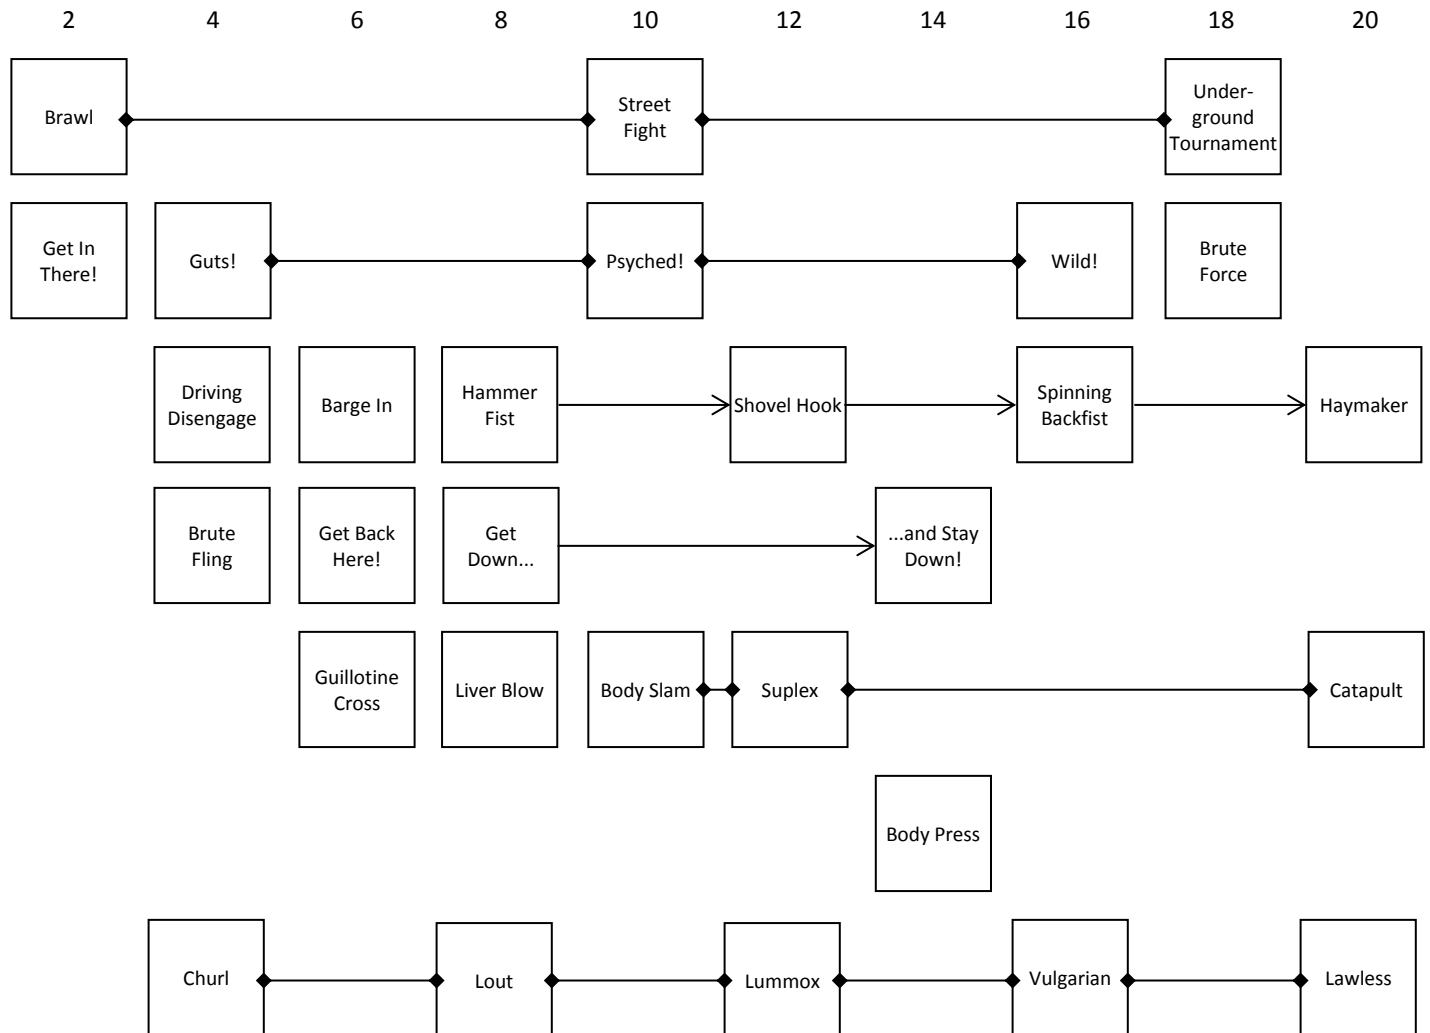 2 4 6 8 10 12 14 16 18 20
Brawl
Street
Fight
Under-
ground
Tournament
Get In
There!
Guts!
Psyched!
Wild!
Brute
Force
Driving
Disengage
Barge In
Hammer
Fist
Shovel Hook
Spinning
Backfist
Haymaker
Brute
Fling
Get Back
Here!
Get
Down...
...and Stay
Down!
Guillotine
Cross
Liver Blow
Body Slam
Suplex
Catapult
Body Press
Churl
Lout
Lummox
Vulgarian
Lawless